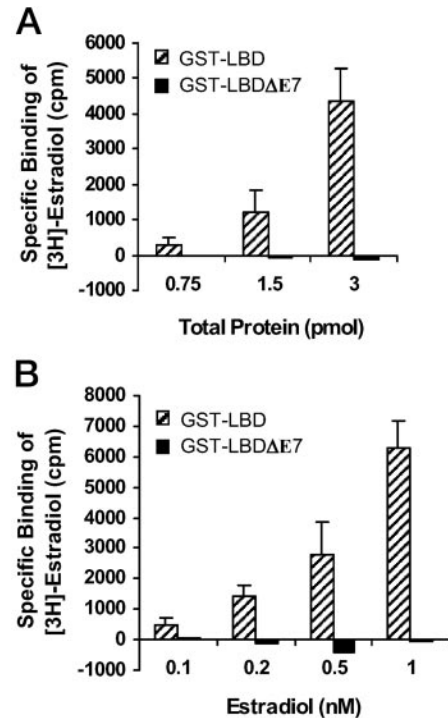 A
Specific Binding of
[3H]-Estradiol (cpm)
6000
5000
4000
3000
2000
1000
0
-1000
GST-LBD
GST-LBDΔE7
0.75 1.5 3
Total Protein (pmol)
B
Specific Binding of
[3H]-Estradiol (cpm)
8000
7000
6000
5000
4000
3000
2000
1000
0
-1000
GST-LBD
GST-LBDΔE7
0.1 0.2 0.5 1
Estradiol (nM)